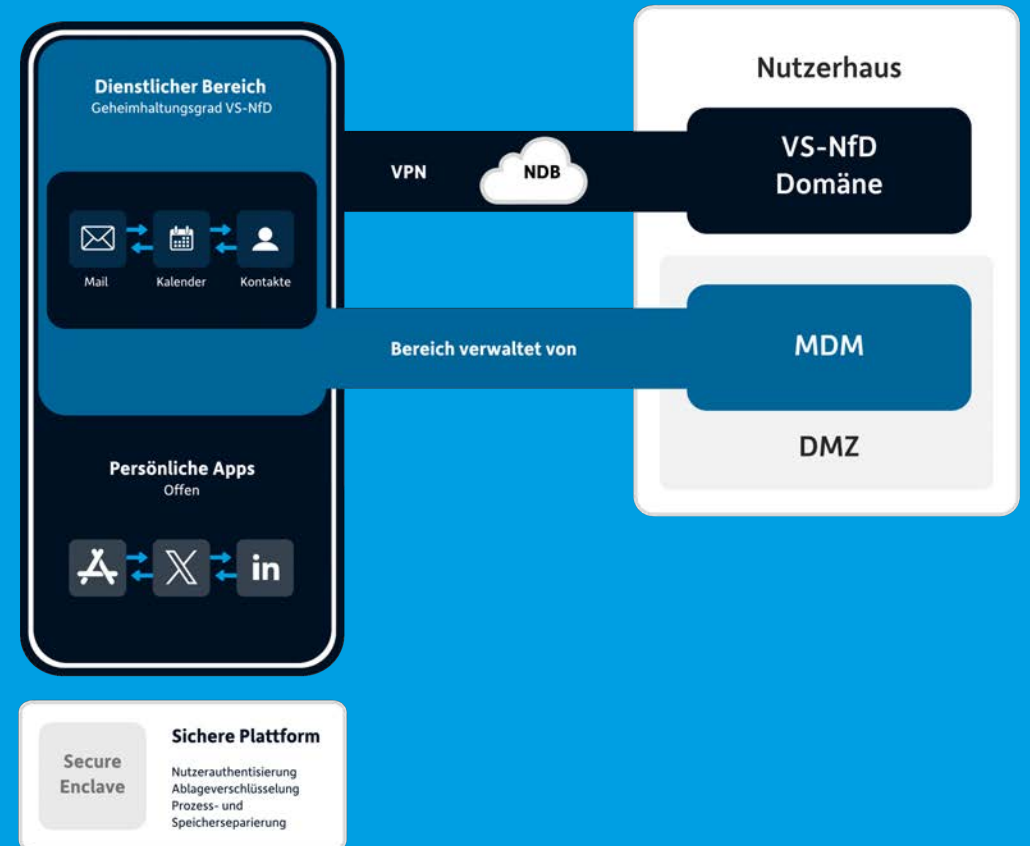 Dienstlicher Bereich
Geheimhaltungsgrad VS-NfD
Mail
Kalender
Kontakte
Persönliche Apps
Offen
in
VPN
NDB
Bereich verwaltet von
Nutzerhaus
VS-NfD
Domäne
MDM
DMZ
Secure
Enclave
Sichere Plattform
Nutzerauthentisierung
Ablageverschlüsselung
Prozess- und
Speicherseparierung